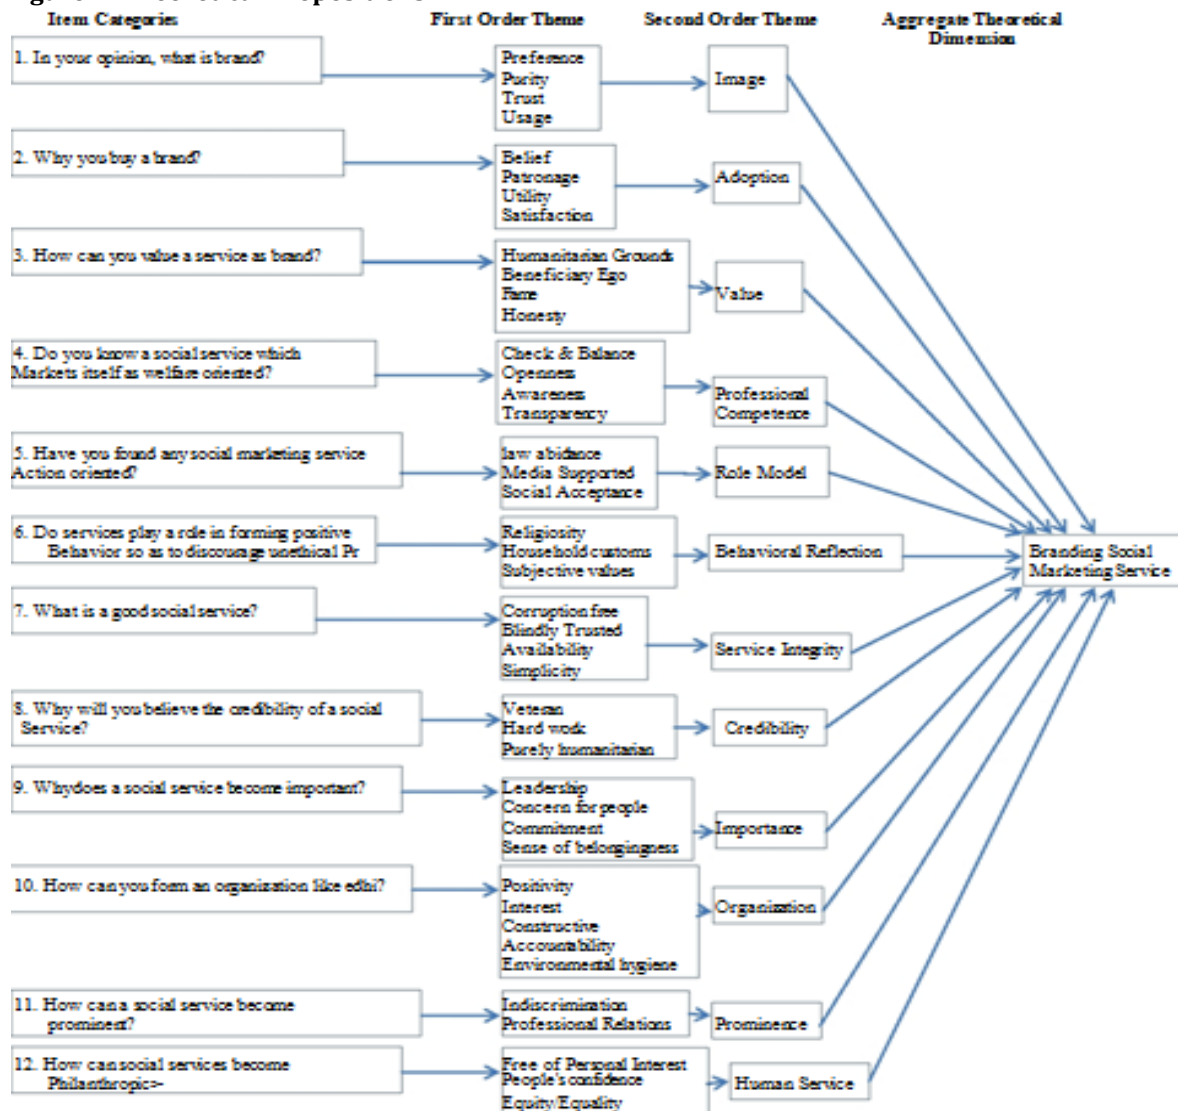 Item Categories First Order Theme Second Order Theme Aggregate Theoretical
Dimension
1. In your opinion, what is brand?
Preference
Purity
Trust
Usage
Image
2. Why you buy a brand?
Belief
Patronage
Utility
Satisfaction
Adoption
3. How can you value a service as brand?
Humanitarian Grounds
Beneficiary Ego
Fame
Honesty
Value
4. Do you know a social service which
Markets itself as welfare oriented?
Check & Balance
Openness
Awareness
Transparency
Professional
Competence
5. Have you found any social marketing service
Action oriented?
law abidance
Media Supported
Social Acceptance
Role Model
6. Do services play a role in forming positive
Behavior so as to discourage unethical Pr
Religiosity
Household customs
Subjective values
Behavioral Reflection
Branding Social
Marketing Service
7. What is a good social service?
Corruption free
Blindly Trusted
Availability
Simplicity
Service Integrity
8. Why will you believe the credibility of a social
Service?
Veteran
Hard work
Purely humanitarian
Credibility
9. Whydoes a social service become important?
Leadership
Concern for people
Commitment
Sense of belongingness
Importance
10. How can you form an organization like edhi?
Positivity
Interest
Constructive
Accountability
Environmental hygiene
Organization
11. How can a social service become
prominent?
Indiscrimination
Professional Relations
Prominence
12. How can social services become
Philanthropic>-
Free of Personal Interest
People's confidence
Equity/Equality
Human Service